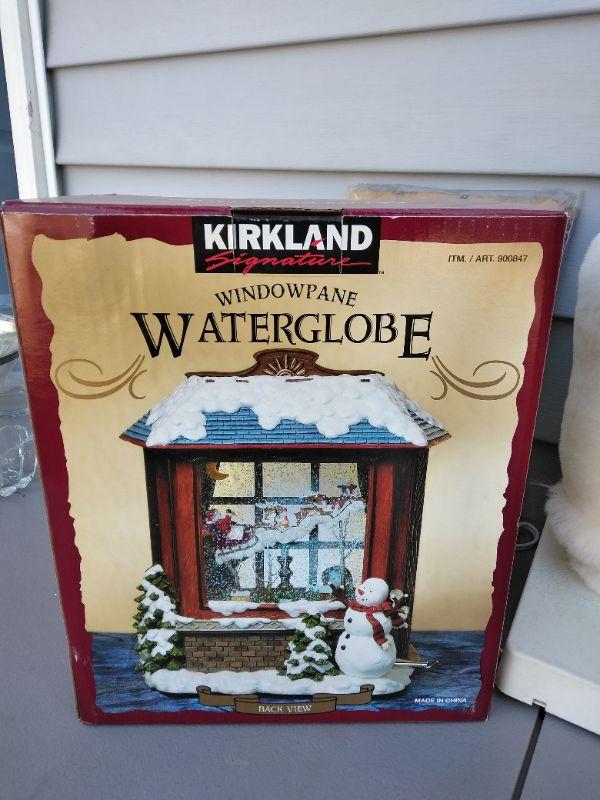 KIRKLAND
Signature
ITM. / ART. 900847
WINDOWPANE
WATERGLOBE
BACK VIEW
MADE IN CHINA